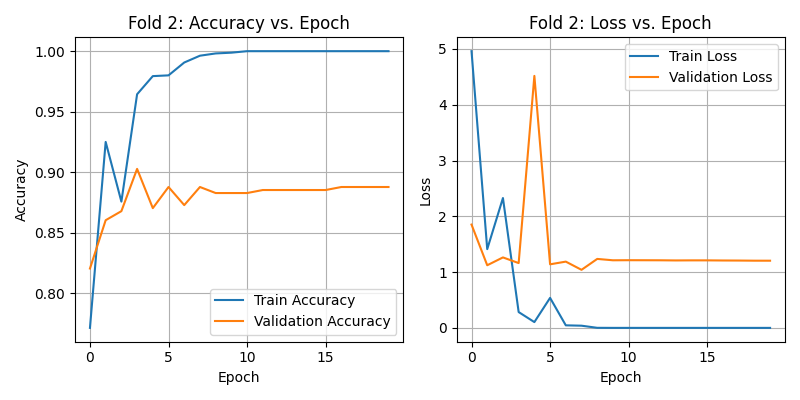 Fold 2: Accuracy vs. Epoch
1.00
0.95
0.90
0.85
0.80
Accuracy
Train Accuracy
Validation Accuracy
0 5 10 15
Epoch
Fold 2: Loss vs. Epoch
5
4
3
2
1
0
Loss
Train Loss
Validation Loss
0 5 10 15
Epoch